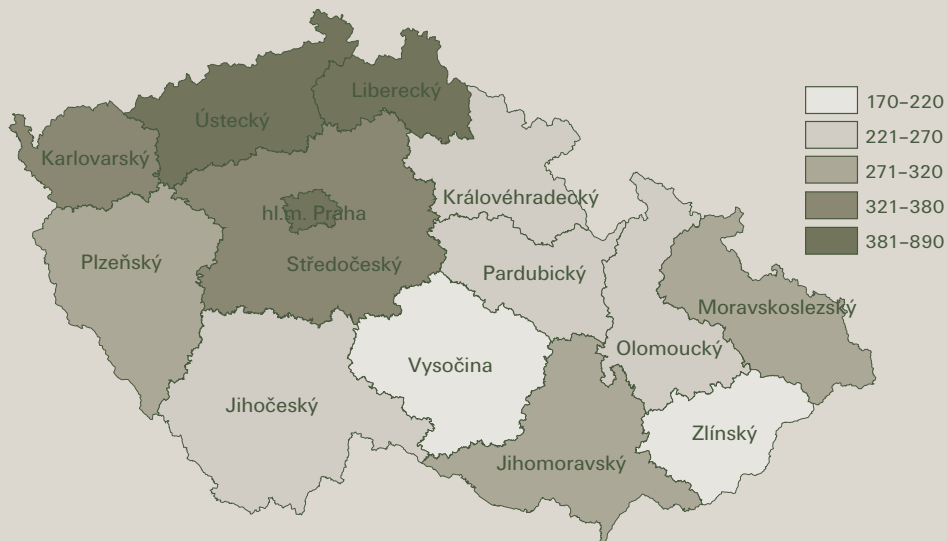 Liberecký
170–220
Ústecký
221–270
Karlovarský
271–320
Královéhradecký
321–380
hl.m. Praha
381–890
Plzeňský
Středočeský
Pardubický
Moravskoslezský
Olomoucký
Vysočina
Jihočeský
Zlínský
Jihomoravský